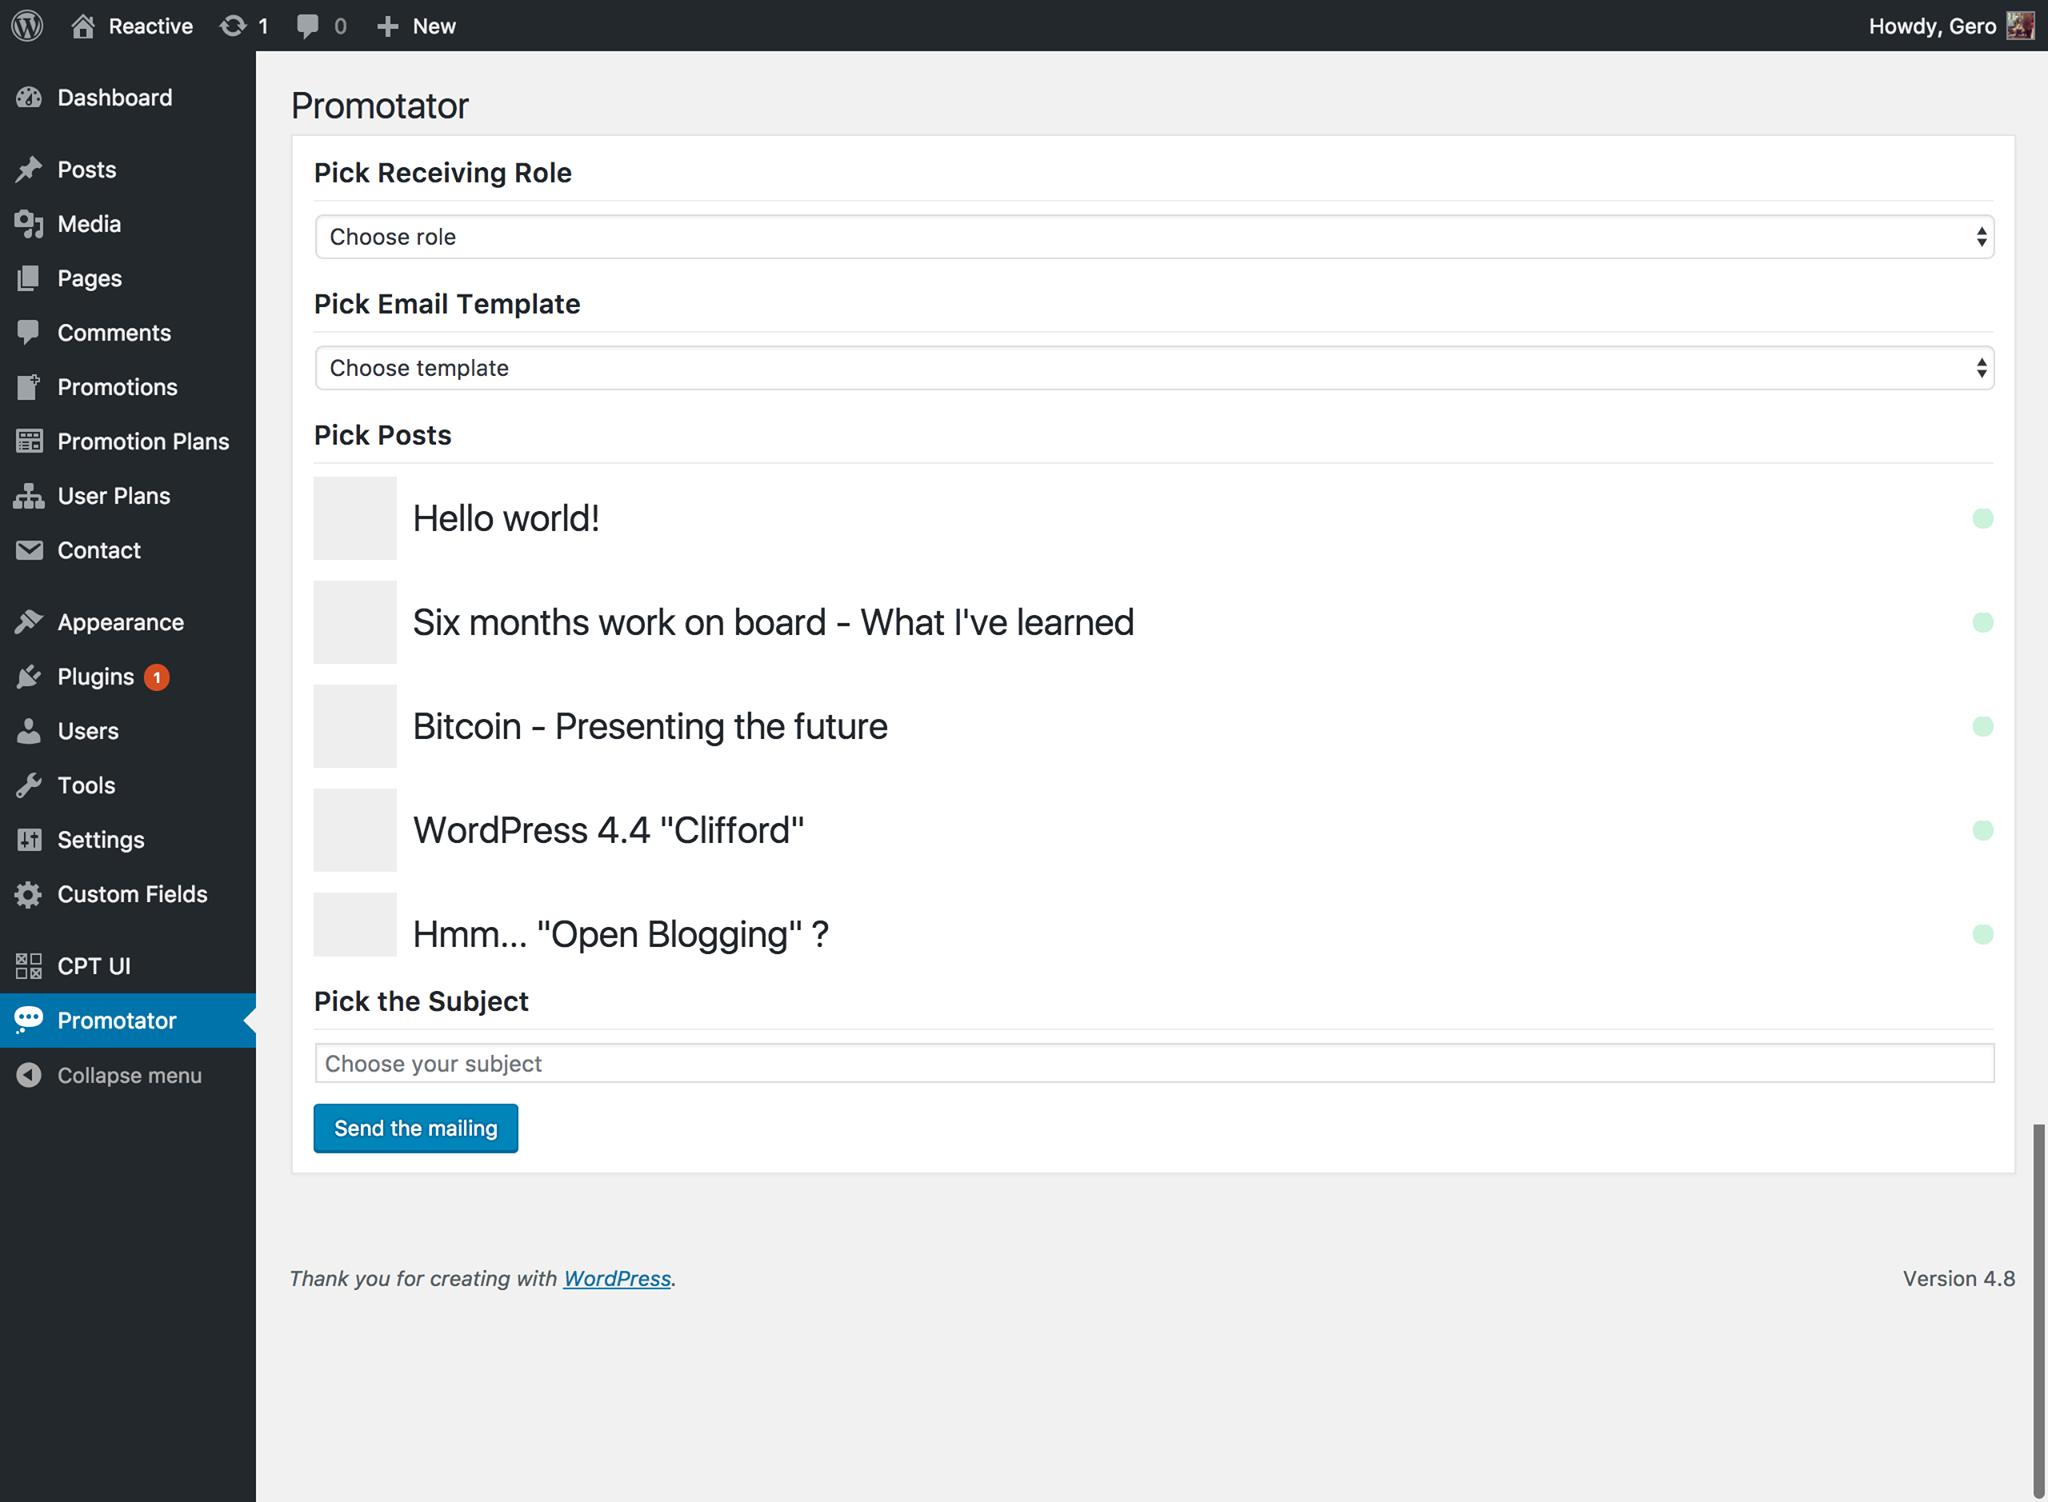 Reactive 1 0 New Howdy, Gero
Dashboard
Posts
Media
Pages
Comments
Promotions
Promotion Plans
User Plans
Contact
Appearance
Plugins 1
Users
Tools
Settings
Custom Fields
CPT UI
Promotator
Collapse menu
Promotator
Pick Receiving Role
Choose role
Pick Email Template
Choose template
Pick Posts
Hello world!
Six months work on board - What I've learned
Bitcoin - Presenting the future
WordPress 4.4 "Clifford"
Hmm... "Open Blogging" ?
Pick the Subject
Choose your subject
Send the mailing
Thank you for creating with WordPress. Version 4.8